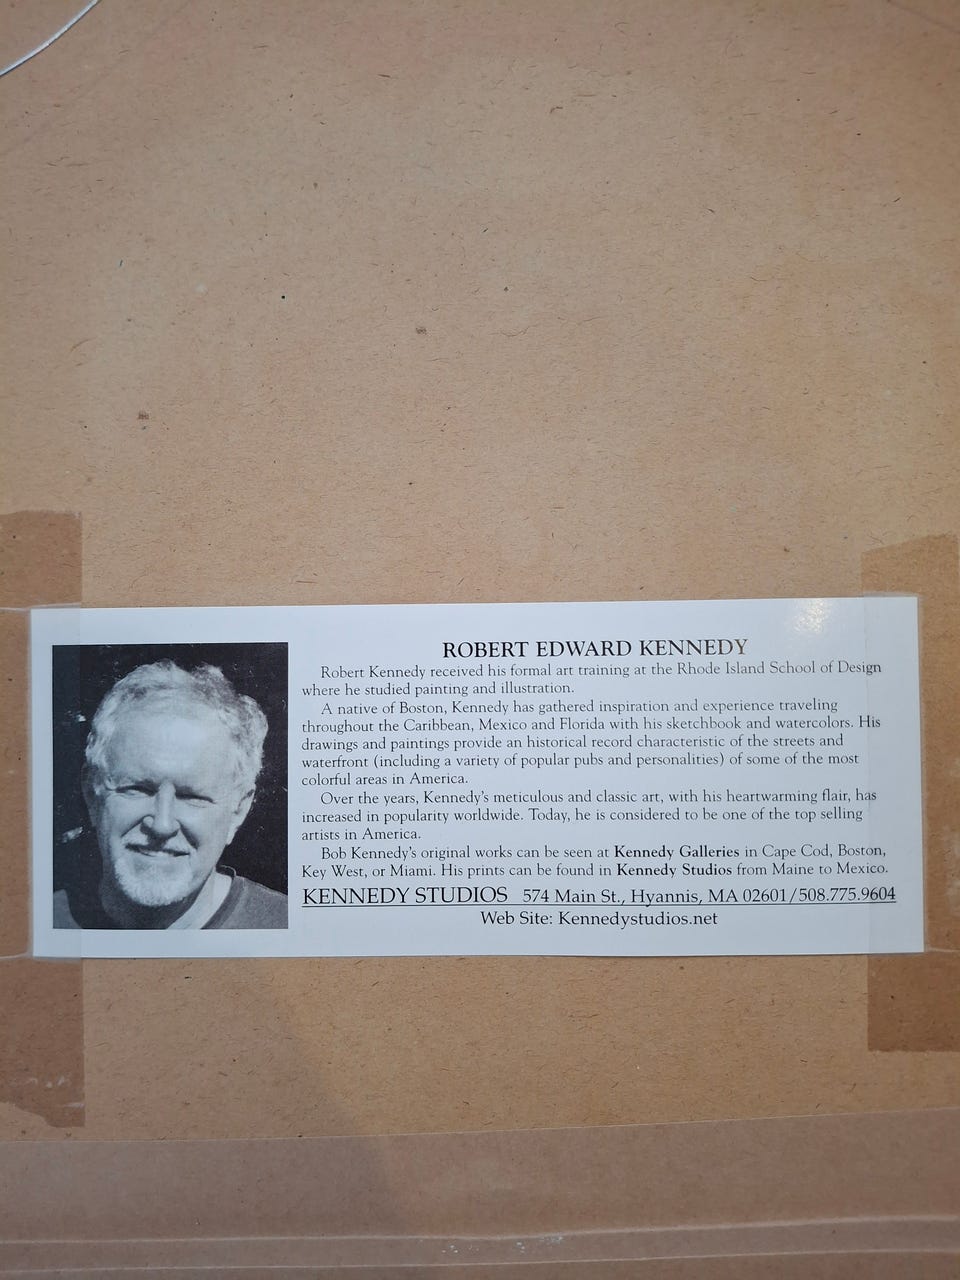 ROBERT EDWARD KENNEDY
Robert Kennedy received his formal art training at the Rhode Island School of Design
where he studied painting and illustration.
A native of Boston, Kennedy has gathered inspiration and experience traveling
throughout the Caribbean, Mexico and Florida with his sketchbook and watercolors. His
drawings and paintings provide an historical record characteristic of the streets and
waterfront (including a variety of popular pubs and personalities) of some of the most
colorful areas in America.
Over the years, Kennedy's meticulous and classic art, with his heartwarming flair, has
increased in popularity worldwide. Today, he is considered to be one of the top selling
artists in America.
Bob Kennedy's original works can be seen at Kennedy Galleries in Cape Cod, Boston,
Key West, or Miami. His prints can be found in Kennedy Studios from Maine to Mexico.
KENNEDY STUDIOS 574 Main St., Hyannis, MA 02601/508.775.9604
Web Site: Kennedystudios.net